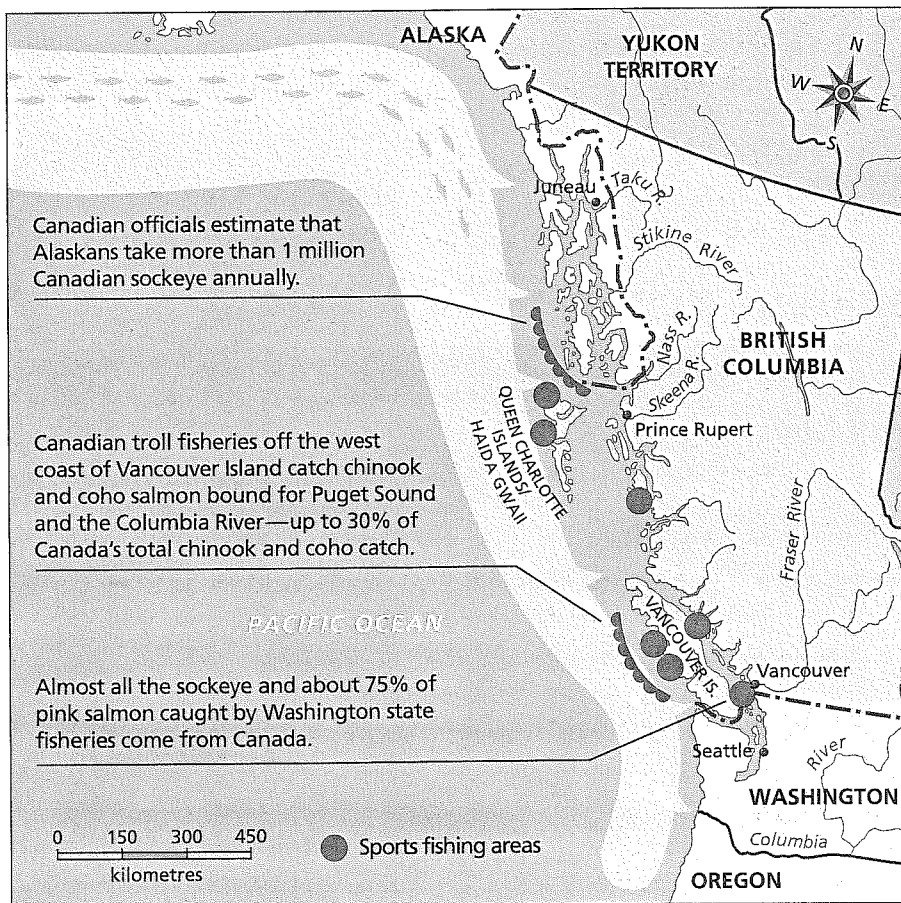 ALASKA
YUKON
TERRITORY
N
W
E
S
Juneau
Taku R.
Stikine River
Canadian officials estimate that
Alaskans take more than 1 million
Canadian sockeye annually.
BRITISH
COLUMBIA
Nass R.
Skeena R.
Prince Rupert
QUEEN CHARLOTTE
ISLANDS/
HAIDA GWAII
Canadian troll fisheries off the west
coast of Vancouver Island catch chinook
and coho salmon bound for Puget Sound
and the Columbia River—up to 30% of
Canada's total chinook and coho catch.
Fraser River
PACIFIC OCEAN
VANCOUVER IS.
Vancouver
Almost all the sockeye and about 75% of
pink salmon caught by Washington state
fisheries come from Canada.
Seattle
River
WASHINGTON
Columbia
OREGON
0 150 300 450
kilometres
Sports fishing areas